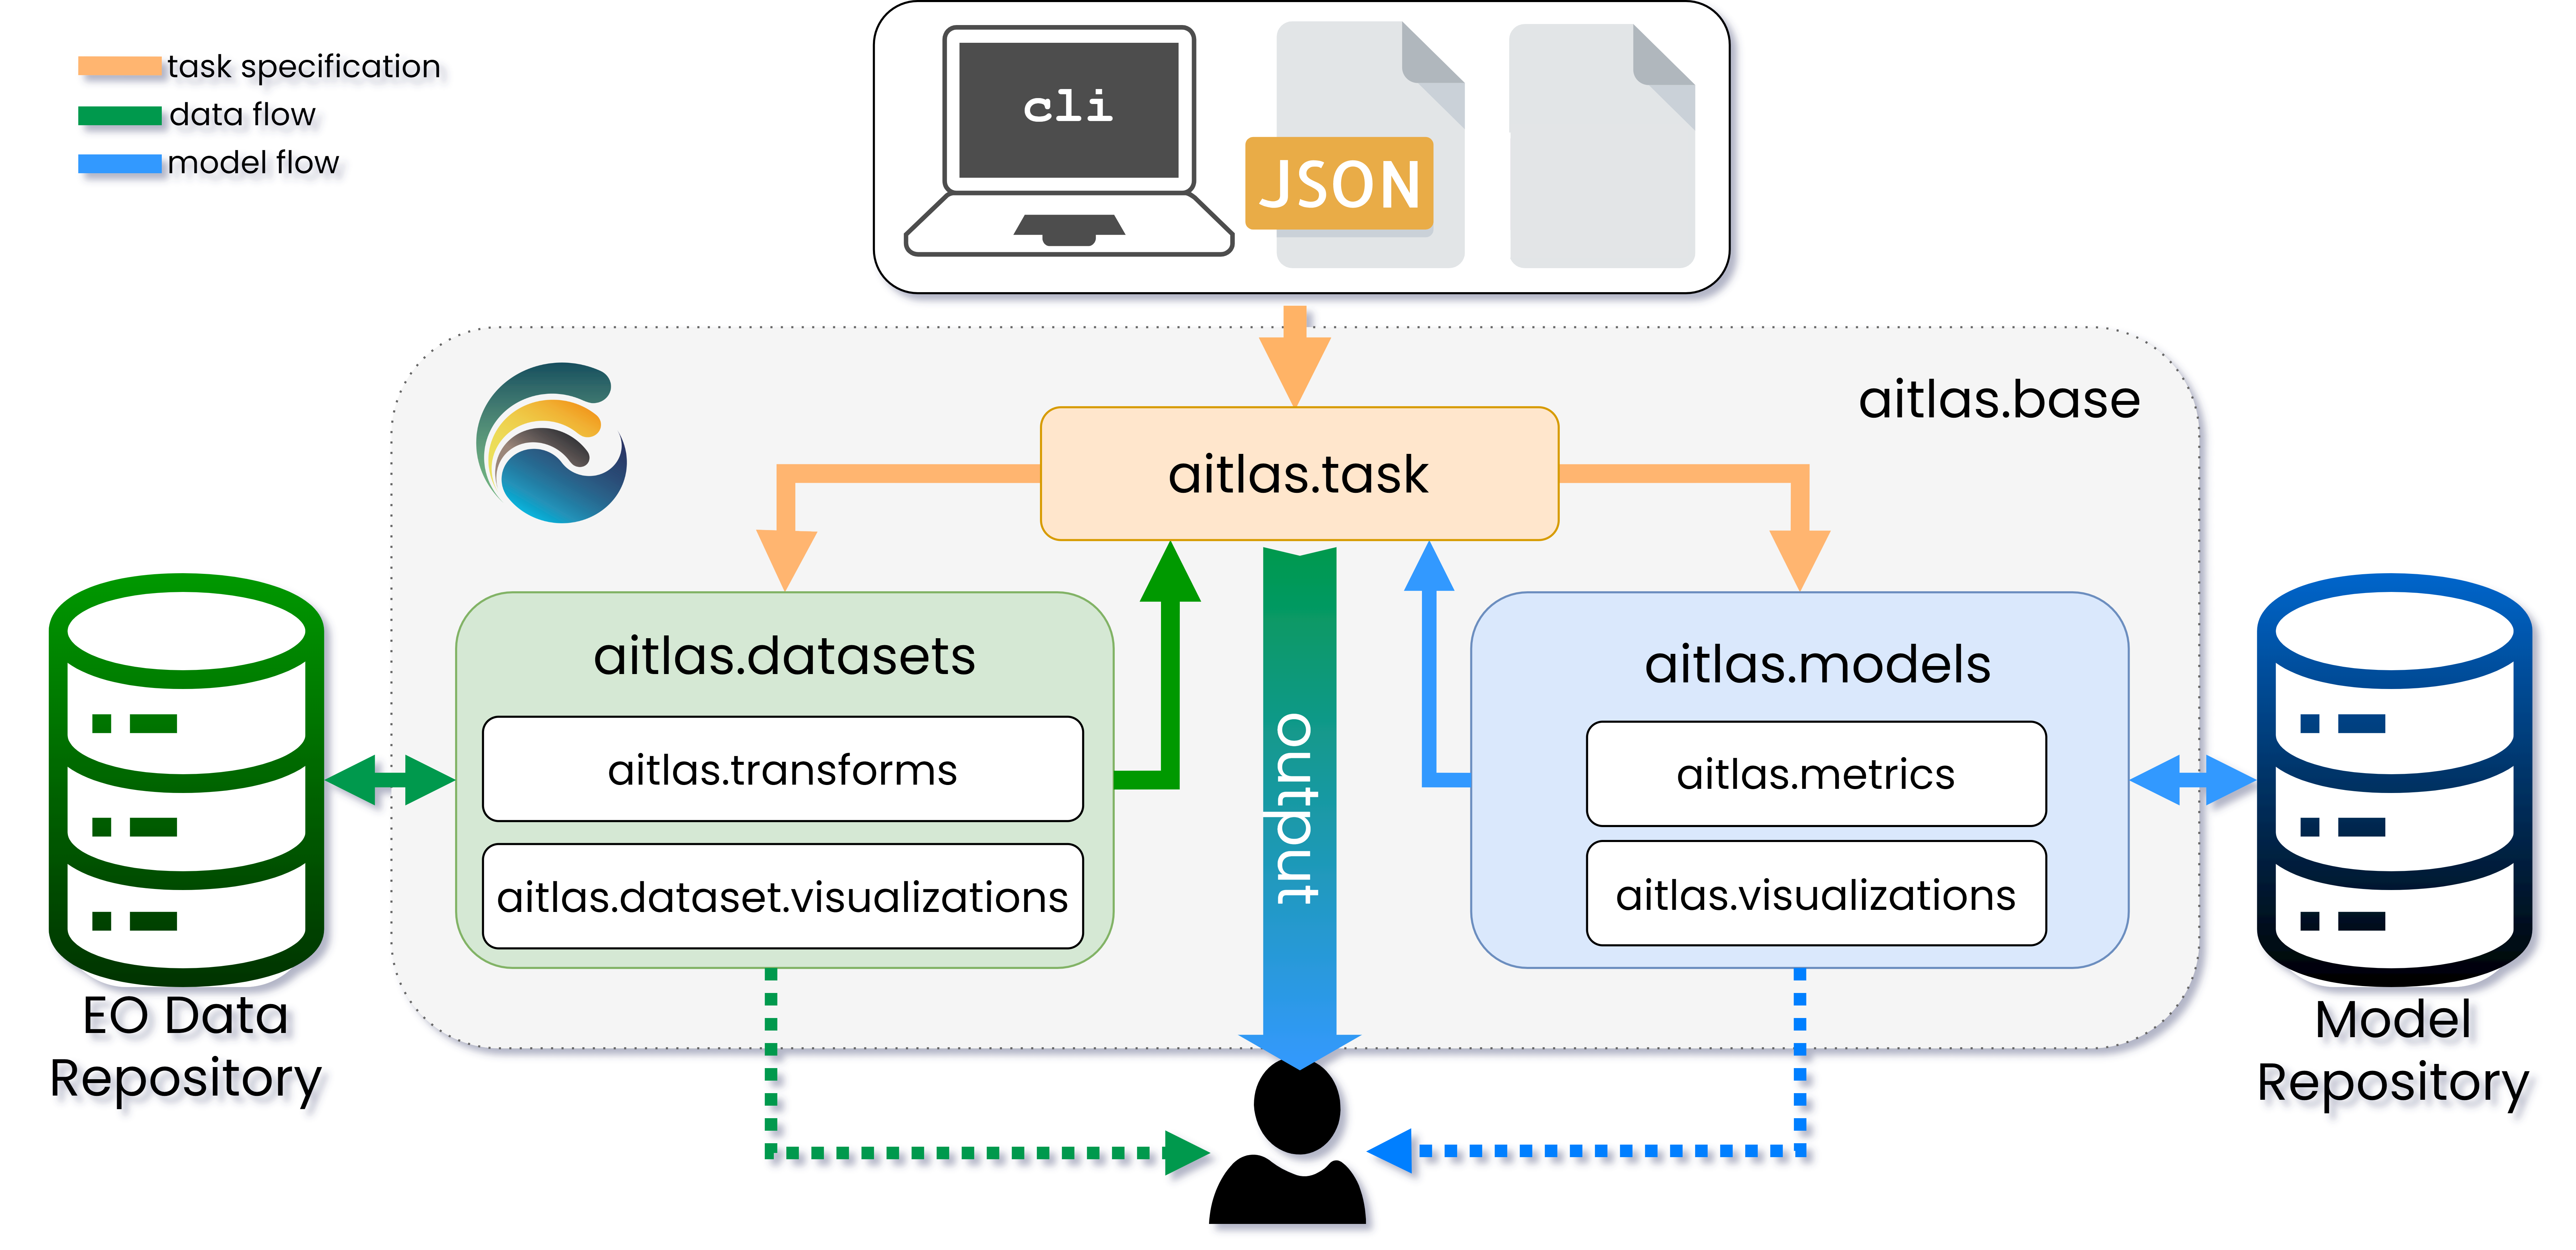 task specification
data flow
model flow
cli
JSON
aitlas.base
aitlas.task
aitlas.datasets
aitlas.transforms
aitlas.dataset.visualizations
output
aitlas.models
aitlas.metrics
aitlas.visualizations
EO Data
Repository
Model
Repository